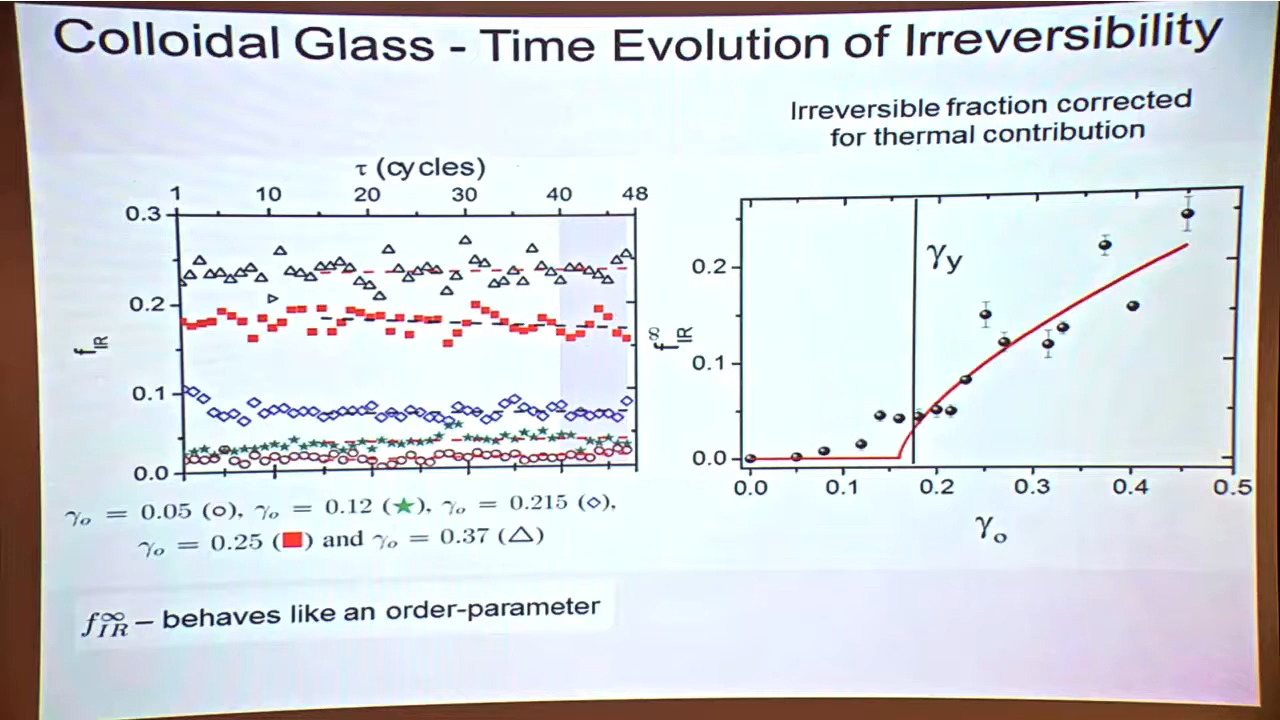 Colloidal Glass - Time Evolution of Irreversibility
Irreversible fraction corrected
for thermal contribution
τ (cycles)
1 10 20 30 40 48
0.3
0.2
0.1
0.0
f_IR
γ_o = 0.05 (○), γ_o = 0.12 (★), γ_o = 0.215 (◇),
γ_o = 0.25 (■) and γ_o = 0.37 (△)
f_IR^∞ – behaves like an order-parameter
f_IR^∞
0.2
0.1
0.0
γ_y
0.0 0.1 0.2 0.3 0.4 0.5
γ_o